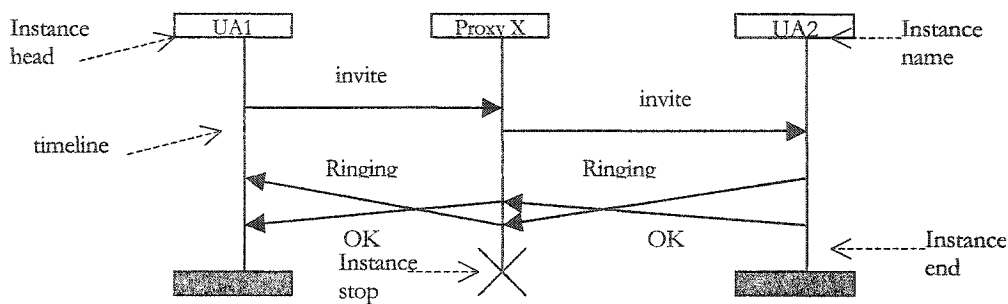 Instance
head
UA1
Proxy X
UA2
Instance
name
invite
invite
timeline
Ringing
Ringing
OK
OK
Instance
stop
Instance
end